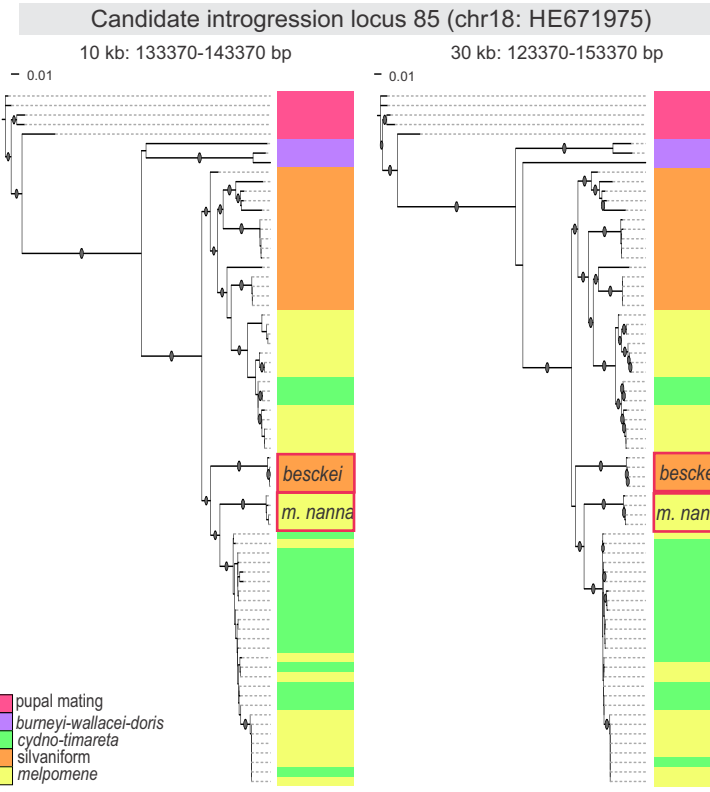 Candidate introgression locus 85 (chr18: HE671975)
10 kb: 133370-143370 bp
30 kb: 123370-153370 bp
0.01
0.01
besckei
m. nanna
bescke
m. nan
pupal mating
burneyi-wallacei-doris
cydno-timareta
silvaniform
melpomene